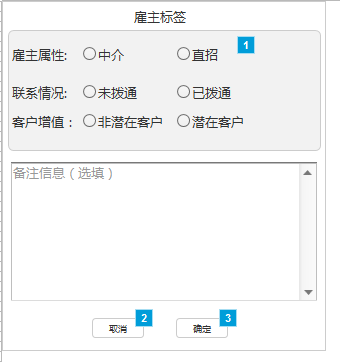 雇主标签
雇主属性: 中介 直招 1
联系情况: 未拨通 已拨通
客户增值： 非潜在客户 潜在客户
备注信息（选填）
2 3
取消 确定